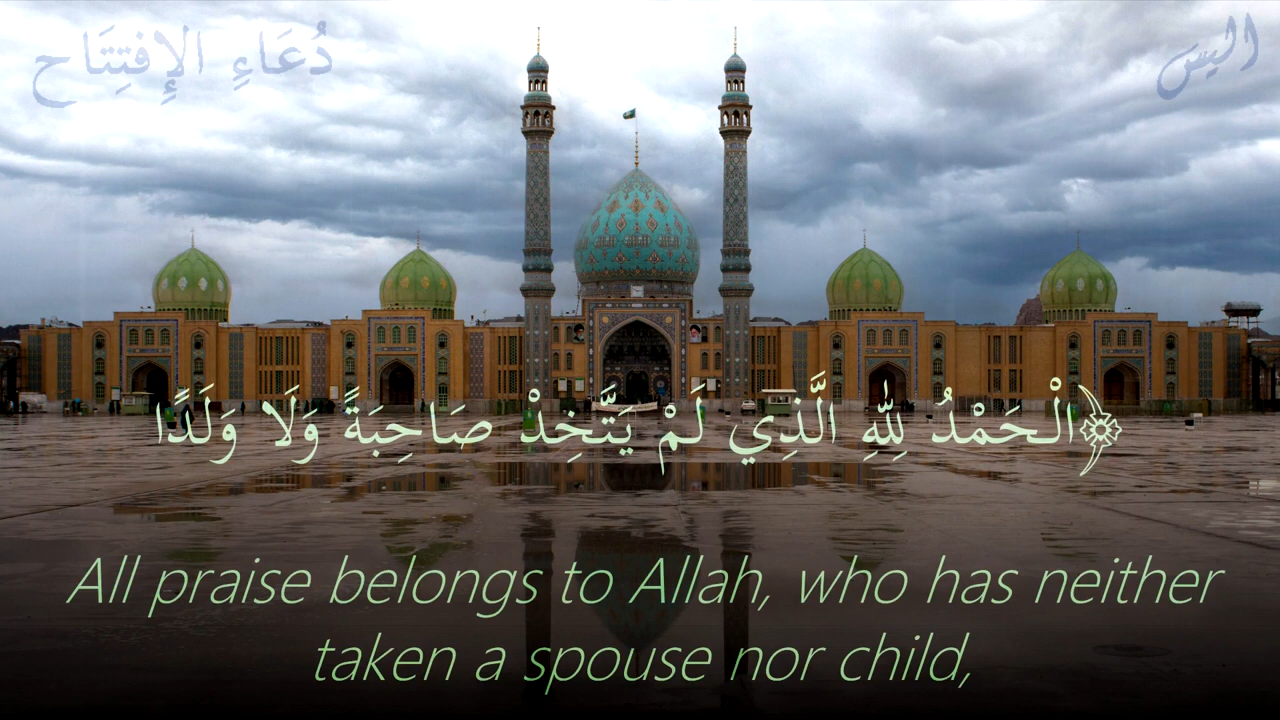 دُعَاءِ الإِفتِتَاح
اليس
﴿الْحَمْدُ لِلَّهِ الَّذِي لَمْ يَتَّخِذْ صَاحِبَةً وَلَا وَلَدًا
All praise belongs to Allah, who has neither
taken a spouse nor child,